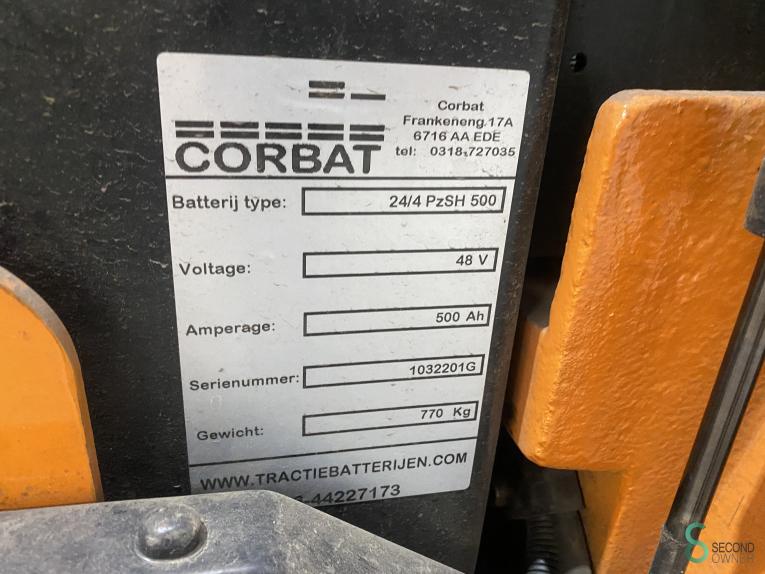 Corbat
Frankeneng.17A
6716 AA EDE
tel: 0318-727035
CORBAT
Batterij type: 24/4 PzSH 500
Voltage: 48 V
Amperage: 500 Ah
Serienummer: 1032201G
Gewicht: 770 Kg
WWW.TRACTIEBATTERIJEN.COM
-44227173
SECOND
OWNER